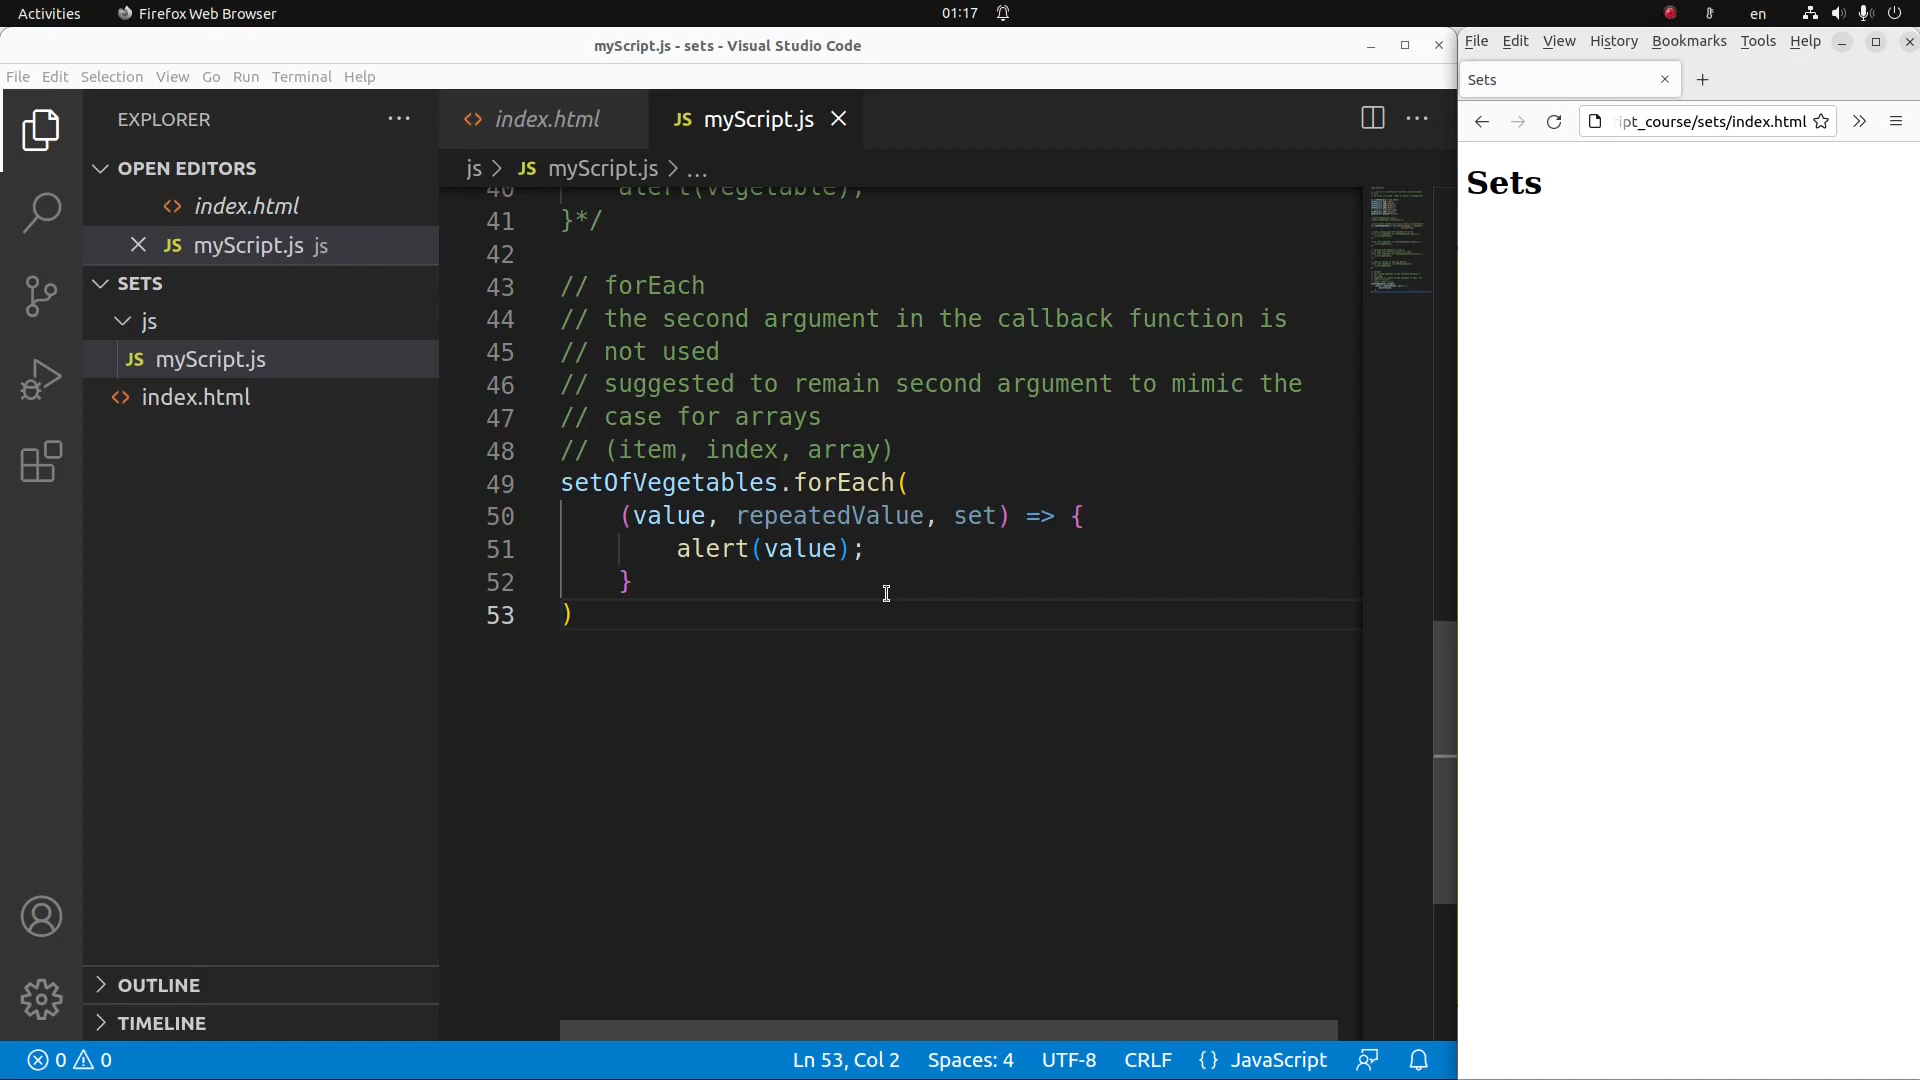 Activities
Firefox Web Browser
01:17
en
myScript.js - sets - Visual Studio Code
File Edit Selection View Go Run Terminal Help
EXPLORER
OPEN EDITORS
index.html
myScript.js js
SETS
js
JS myScript.js
index.html
OUTLINE
TIMELINE
index.html
JS myScript.js
js > JS myScript.js > ...
40 alert(vegetable);
41 }*/
42
43 // forEach
44 // the second argument in the callback function is
45 // not used
46 // suggested to remain second argument to mimic the
47 // case for arrays
48 // (item, index, array)
49 setOfVegetables.forEach(
50 (value, repeatedValue, set) => {
51 alert(value);
52 }
53 )
0 0
Ln 53, Col 2
Spaces: 4
UTF-8
CRLF
{ } JavaScript
File Edit View History Bookmarks Tools Help
Sets
ipt_course/sets/index.html
Sets